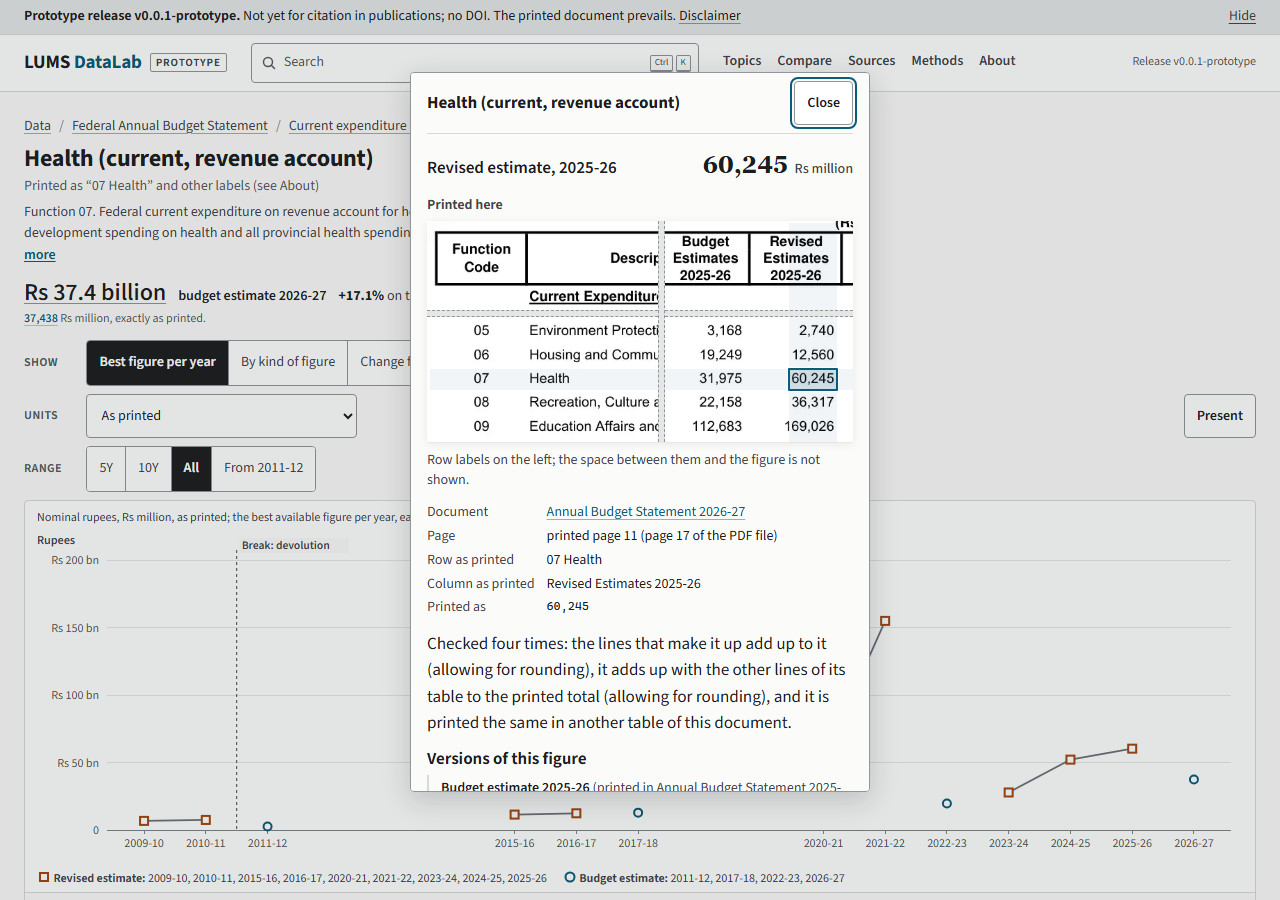 Prototype release v0.0.1-prototype. Not yet for citation in publications; no DOI. The printed document prevails. Disclaimer
Hide
LUMS DataLab PROTOTYPE
Search Ctrl K
Topics Compare Sources Methods About
Release v0.0.1-prototype
Data / Federal Annual Budget Statement / Current expenditure
Health (current, revenue account)
Printed as “07 Health” and other labels (see About)
Function 07. Federal current expenditure on revenue account for
development spending on health and all provincial health
more
Rs 37.4 billion budget estimate 2026-27 +17.1% on
37,438 Rs million, exactly as printed.
SHOW Best figure per year By kind of figure Change
UNITS As printed
Present
RANGE 5Y 10Y All From 2011-12
Nominal rupees, Rs million, as printed; the best available figure per year,
Rupees
Break: devolution
Rs 200 bn
Rs 150 bn
Rs 100 bn
Rs 50 bn
0
2009-10 2010-11 2011-12 2015-16 2016-17 2017-18 2020-21 2021-22 2022-23 2023-24 2024-25 2025-26 2026-27
Revised estimate: 2009-10, 2010-11, 2015-16, 2016-17, 2020-21, 2021-22, 2023-24, 2024-25, 2025-26 Budget estimate: 2011-12, 2017-18, 2022-23, 2026-27
Health (current, revenue account)
Close
Revised estimate, 2025-26 60,245 Rs million
Printed here
Function Code
Budget Estimates 2025-26
Revised Estimates 2025-26
Current
05 Environment 3,168 2,740
06 Housing and 19,249 12,560
07 Health 31,975 60,245
08 Recreation, Culture 22,158 36,317
09 Education Affairs 112,683 169,026
Row labels on the left; the space between them and the figure is not
shown.
Document Annual Budget Statement 2026-27
Page printed page 11 (page 17 of the PDF file)
Row as printed 07 Health
Column as printed Revised Estimates 2025-26
Printed as 60,245
Checked four times: the lines that make it up add up to it
(allowing for rounding), it adds up with the other lines of its
table to the printed total (allowing for rounding), and it is
printed the same in another table of this document.
Versions of this figure
Budget estimate 2025-26 (printed in Annual Budget Statement 2025-